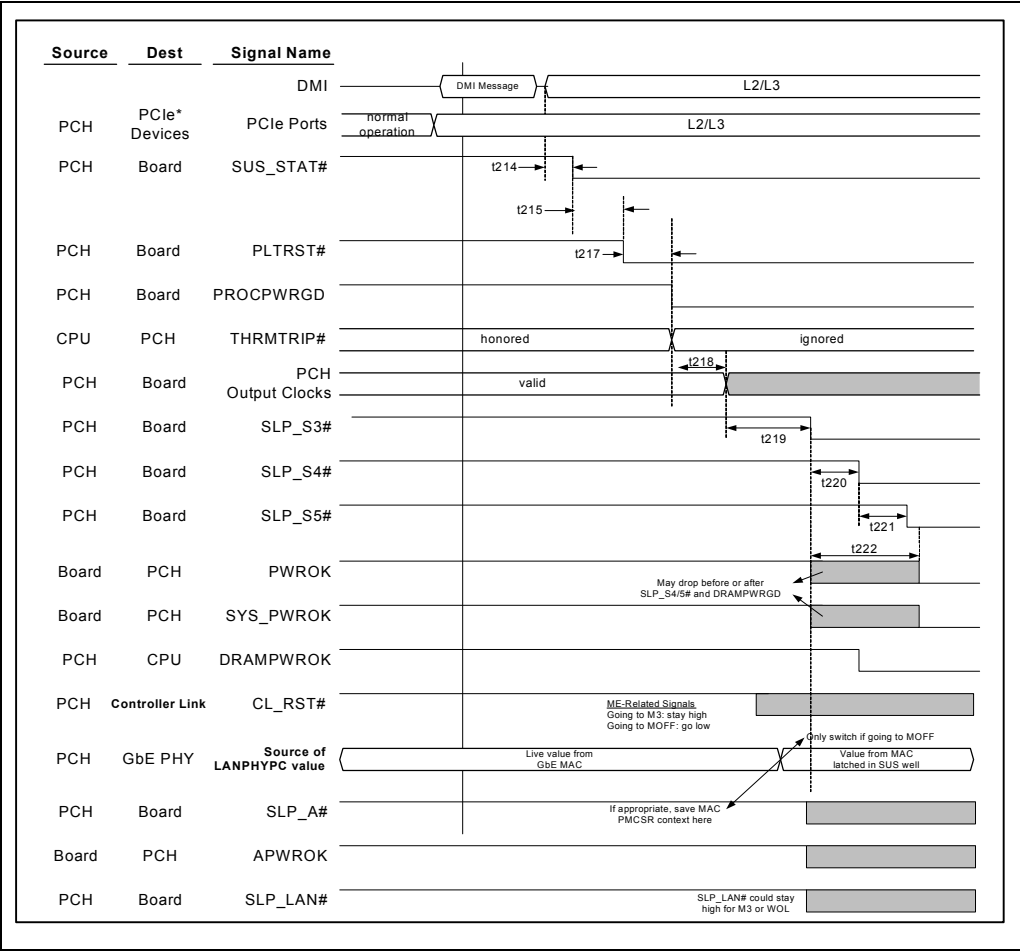 Source Dest Signal Name
DMI DMI Message L2/L3
PCH PCIe* Devices PCIe Ports normal operation L2/L3
PCH Board SUS_STAT# t214
t215
PCH Board PLTRST# t217
PCH Board PROCPWRGD
CPU PCH THRMTRIP# honored ignored
PCH Board PCH Output Clocks valid t218
PCH Board SLP_S3# t219
PCH Board SLP_S4# t220
PCH Board SLP_S5# t221
t222
Board PCH PWROK
May drop before or after
SLP_S4/5# and DRAMPWRGD
Board PCH SYS_PWROK
PCH CPU DRAMPWROK
PCH Controller Link CL_RST#
ME-Related Signals
Going to M3: stay high
Going to MOFF: go low
Only switch if going to MOFF
PCH GbE PHY Source of LANPHYPC value
Live value from
GbE MAC
Value from MAC
latched in SUS well
PCH Board SLP_A#
If appropriate, save MAC
PMCSR context here
Board PCH APWROK
PCH Board SLP_LAN#
SLP_LAN# could stay
high for M3 or WOL